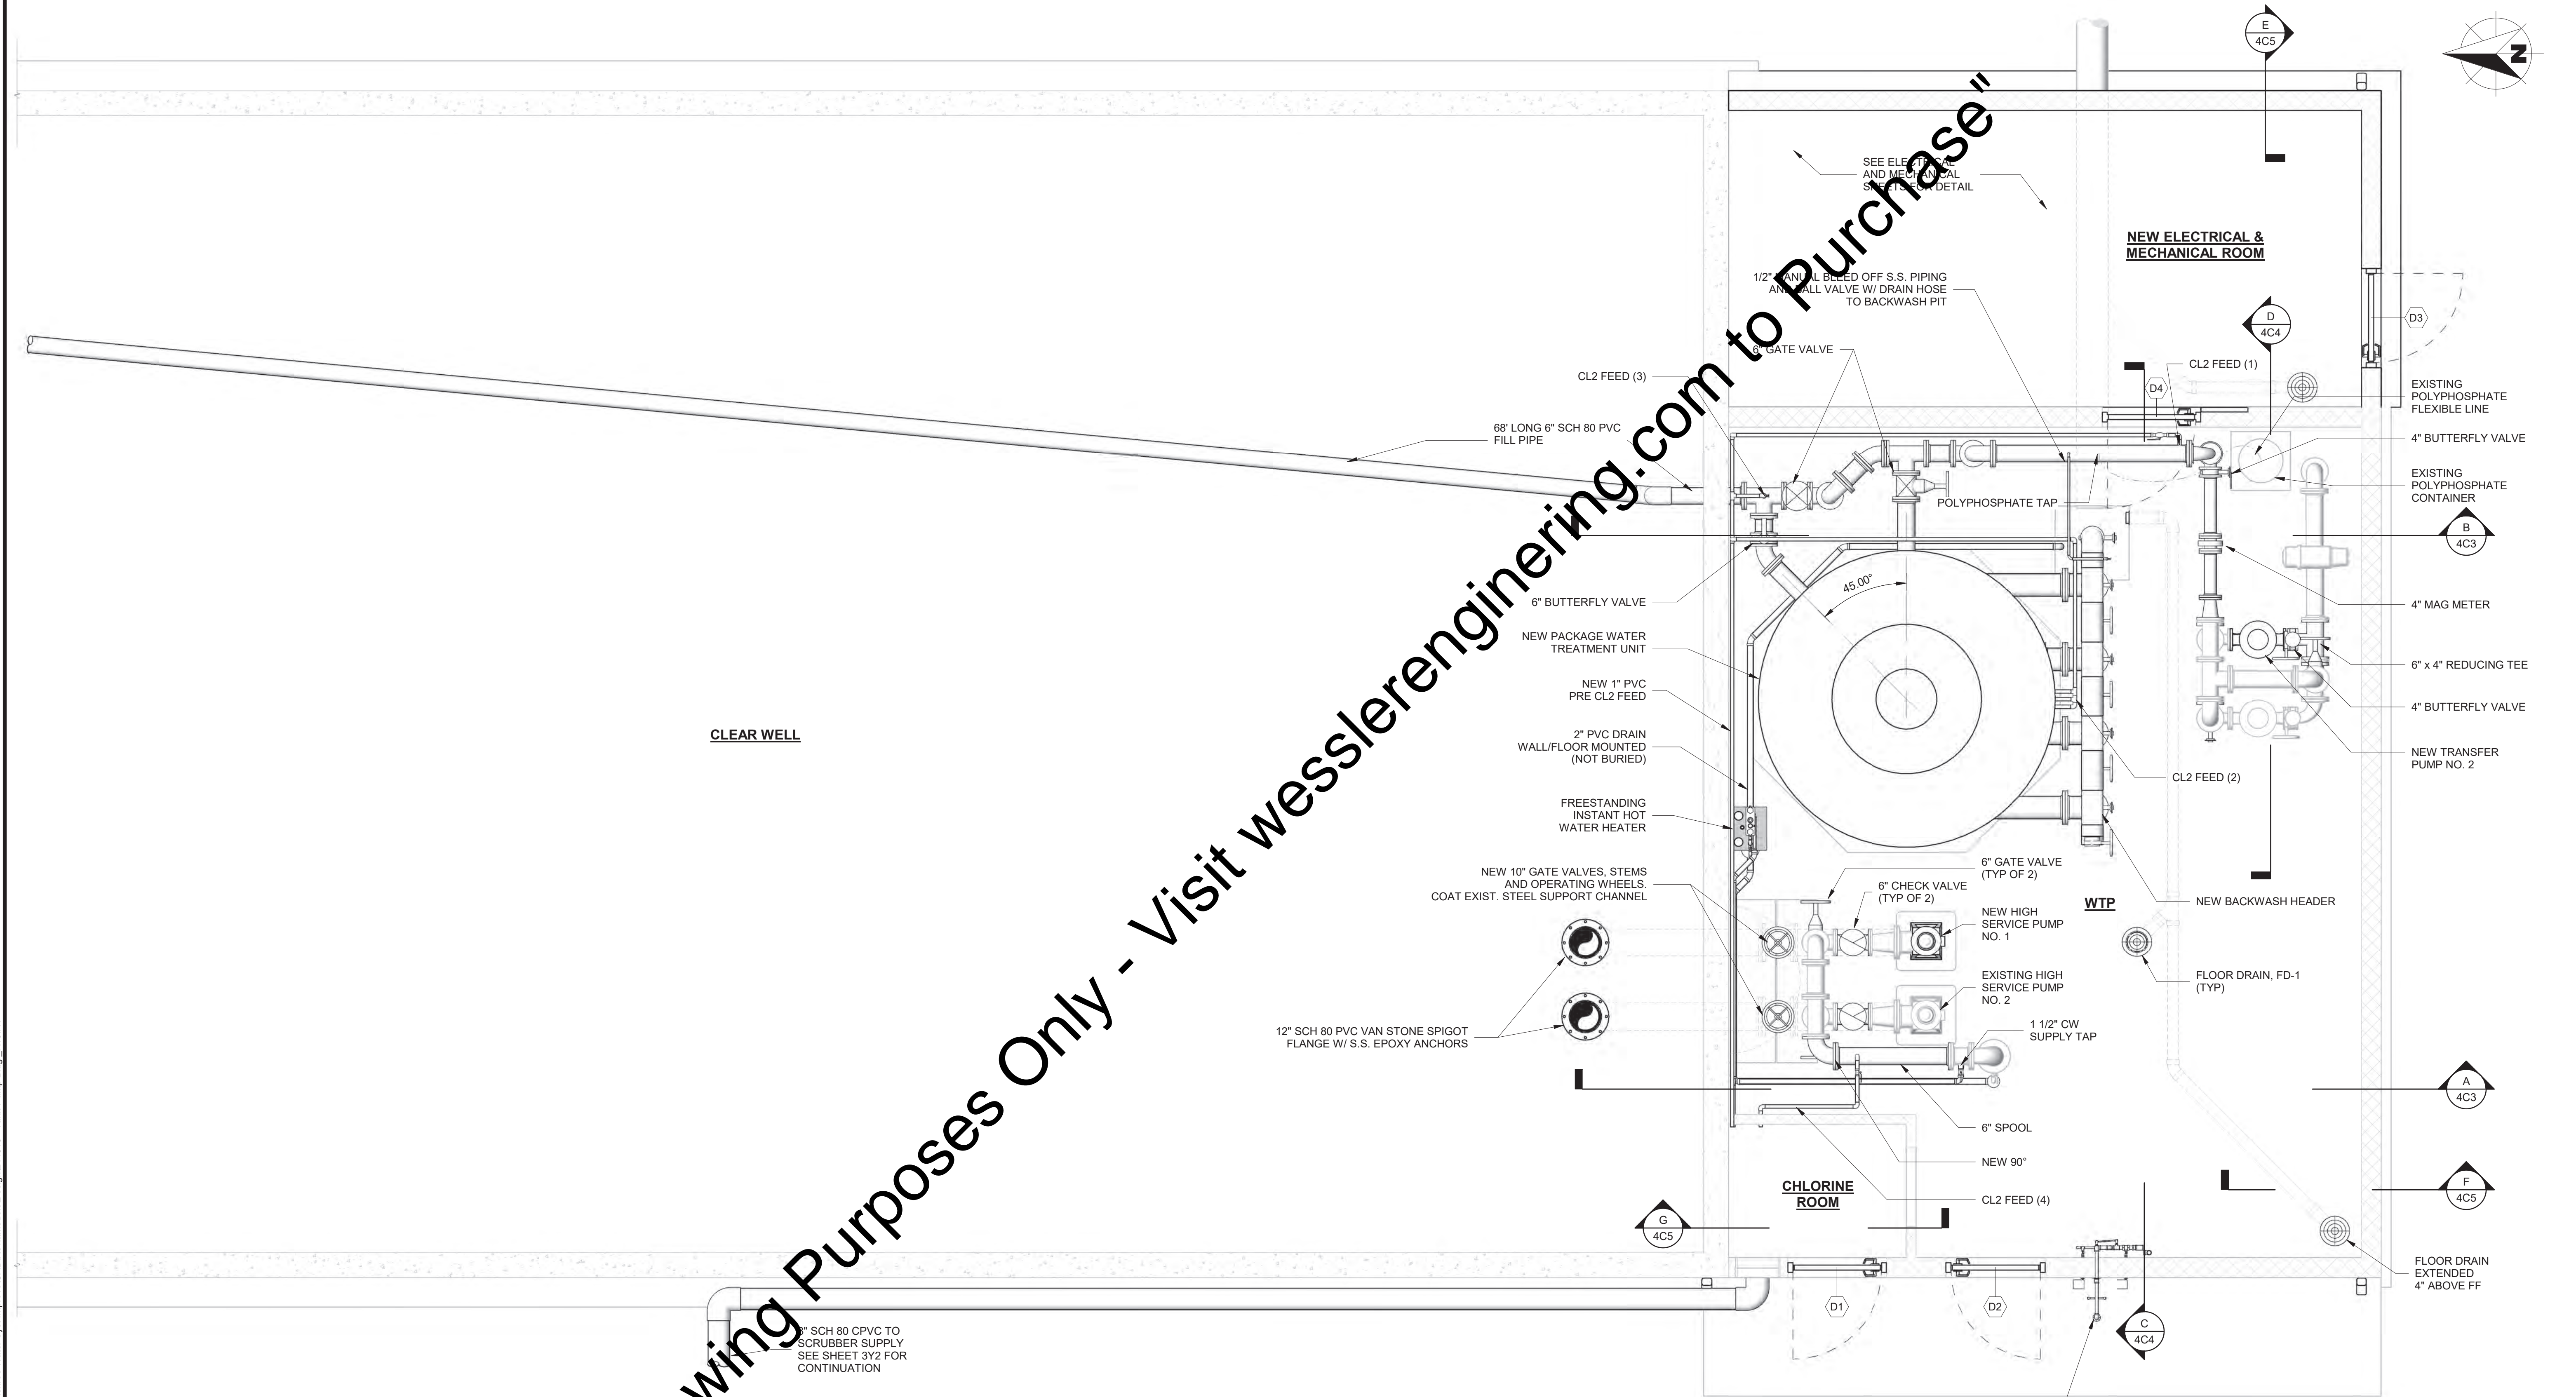 E
4C5
N
SEE ELECTRICAL
AND MECHANICAL
SHEETS FOR DETAIL
NEW ELECTRICAL &
MECHANICAL ROOM
1/2" MANUAL BLEED OFF S.S. PIPING
AND BALL VALVE W/ DRAIN HOSE
TO BACKWASH PIT
D
4C4
D3
6" GATE VALVE
CL2 FEED (1)
CL2 FEED (3)
D4
EXISTING
POLYPHOSPHATE
FLEXIBLE LINE
68' LONG 6" SCH 80 PVC
FILL PIPE
4" BUTTERFLY VALVE
EXISTING
POLYPHOSPHATE
CONTAINER
POLYPHOSPHATE TAP
B
4C3
45.00°
6" BUTTERFLY VALVE
4" MAG METER
NEW PACKAGE WATER
TREATMENT UNIT
6" x 4" REDUCING TEE
NEW 1" PVC
PRE CL2 FEED
4" BUTTERFLY VALVE
CLEAR WELL
2" PVC DRAIN
WALL/FLOOR MOUNTED
(NOT BURIED)
NEW TRANSFER
PUMP NO. 2
CL2 FEED (2)
FREESTANDING
INSTANT HOT
WATER HEATER
NEW 10" GATE VALVES, STEMS
AND OPERATING WHEELS.
COAT EXIST. STEEL SUPPORT CHANNEL
6" GATE VALVE
(TYP OF 2)
6" CHECK VALVE
(TYP OF 2)
WTP
NEW BACKWASH HEADER
NEW HIGH
SERVICE PUMP
NO. 1
EXISTING HIGH
SERVICE PUMP
NO. 2
FLOOR DRAIN, FD-1
(TYP)
12" SCH 80 PVC VAN STONE SPIGOT
FLANGE W/ S.S. EPOXY ANCHORS
1 1/2" CW
SUPPLY TAP
A
4C3
6" SPOOL
NEW 90°
CHLORINE
ROOM
CL2 FEED (4)
F
4C5
G
4C5
FLOOR DRAIN
EXTENDED
4" ABOVE FF
D1
D2
C
4C4
SCH 80 CPVC TO
SCRUBBER SUPPLY
SEE SHEET 3Y2 FOR
CONTINUATION
Purposes Only - Visit wesslerenginering.com to Purchase"